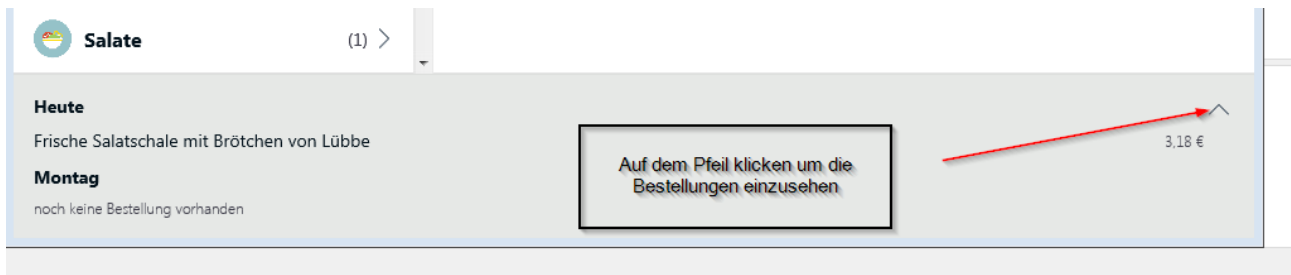 Salate (1)
Heute
Frische Salatschale mit Brötchen von Lübbe 3,18 €
Auf dem Pfeil klicken um die
Bestellungen einzusehen
Montag
noch keine Bestellung vorhanden